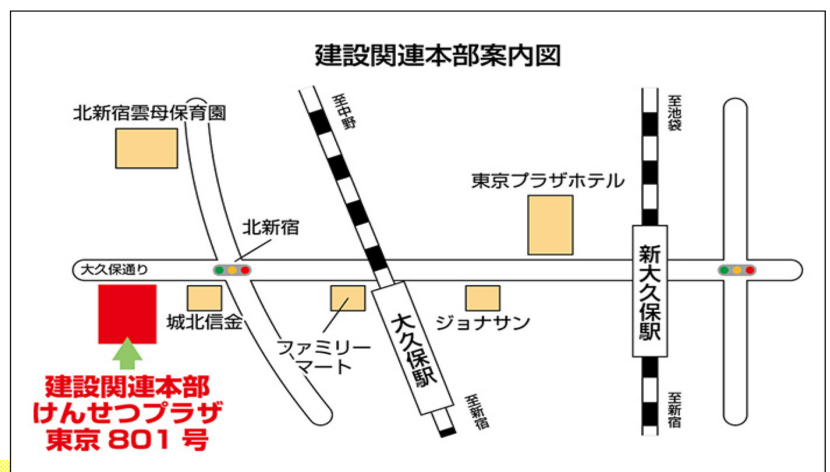 建設関連本部案内図
至中野
至池袋
北新宿雲母保育園
東京プラザホテル
北新宿
大久保通り
新大久保駅
城北信金
ファミリー
マート
大久保駅
ジョナサン
建設関連本部
けんせつプラザ
東京801号
至新宿
至新宿